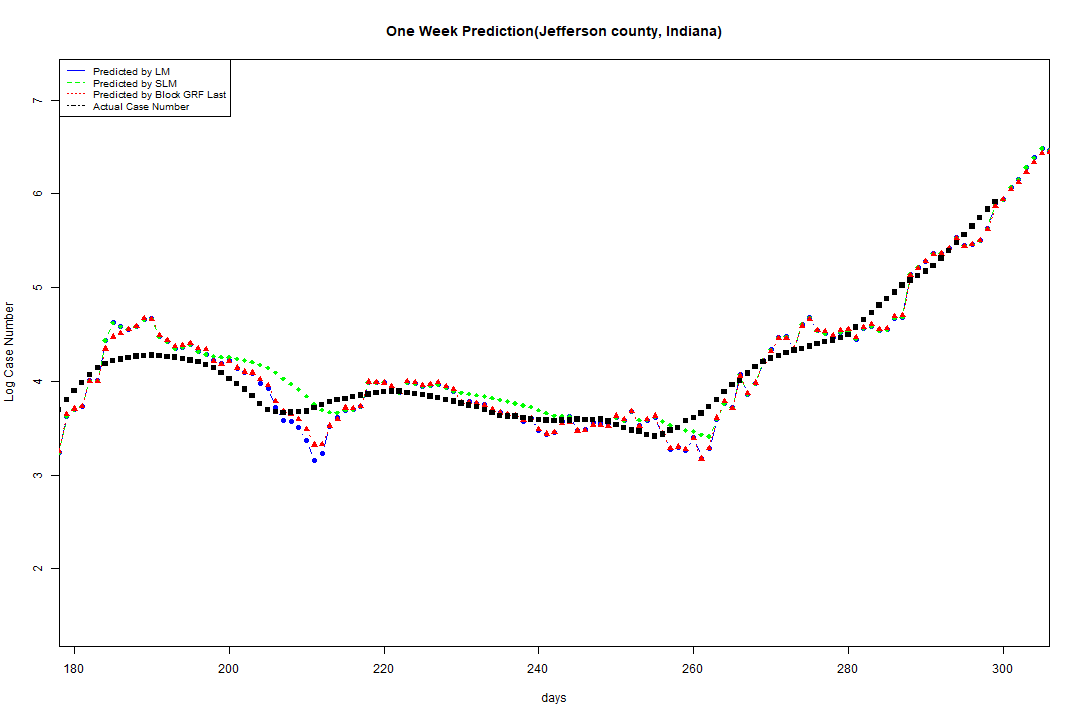 One Week Prediction(Jefferson county, Indiana)
Predicted by LM
Predicted by SLM
Predicted by Block GRF Last
Actual Case Number
7
6
5
4
3
2
Log Case Number
180 200 220 240 260 280 300
days